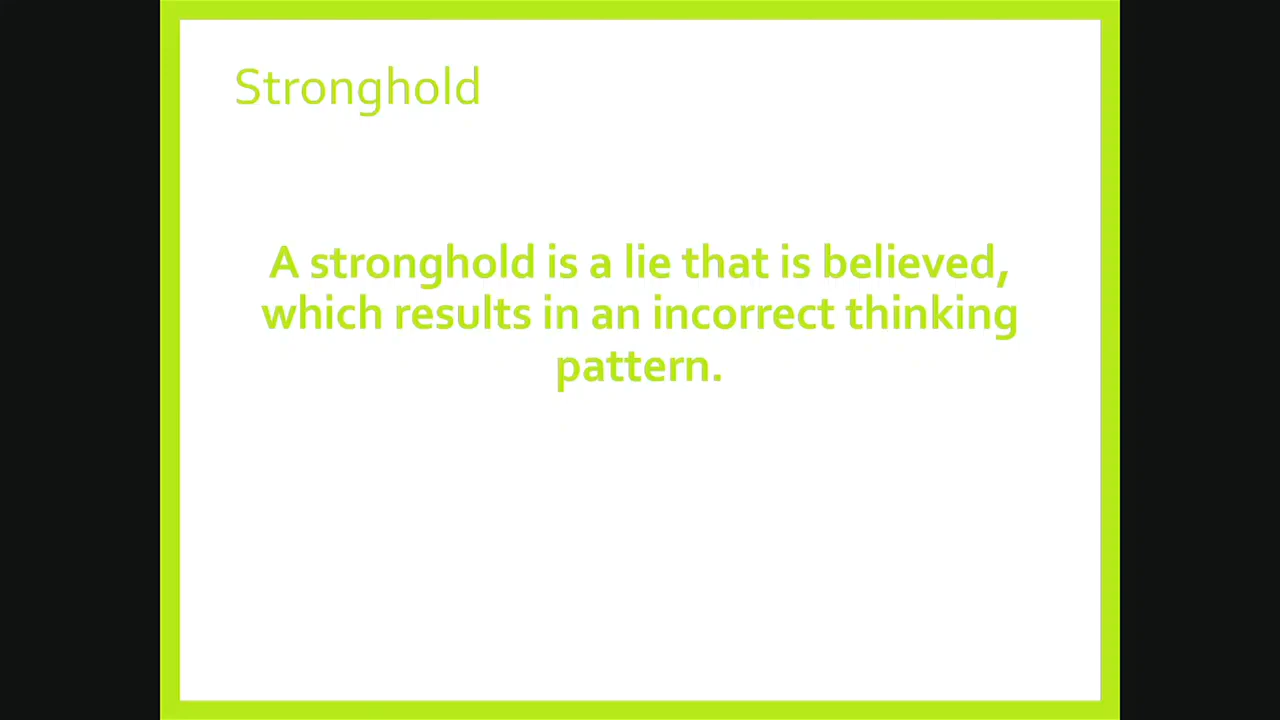 Stronghold
A stronghold is a lie that is believed,
which results in an incorrect thinking
pattern.